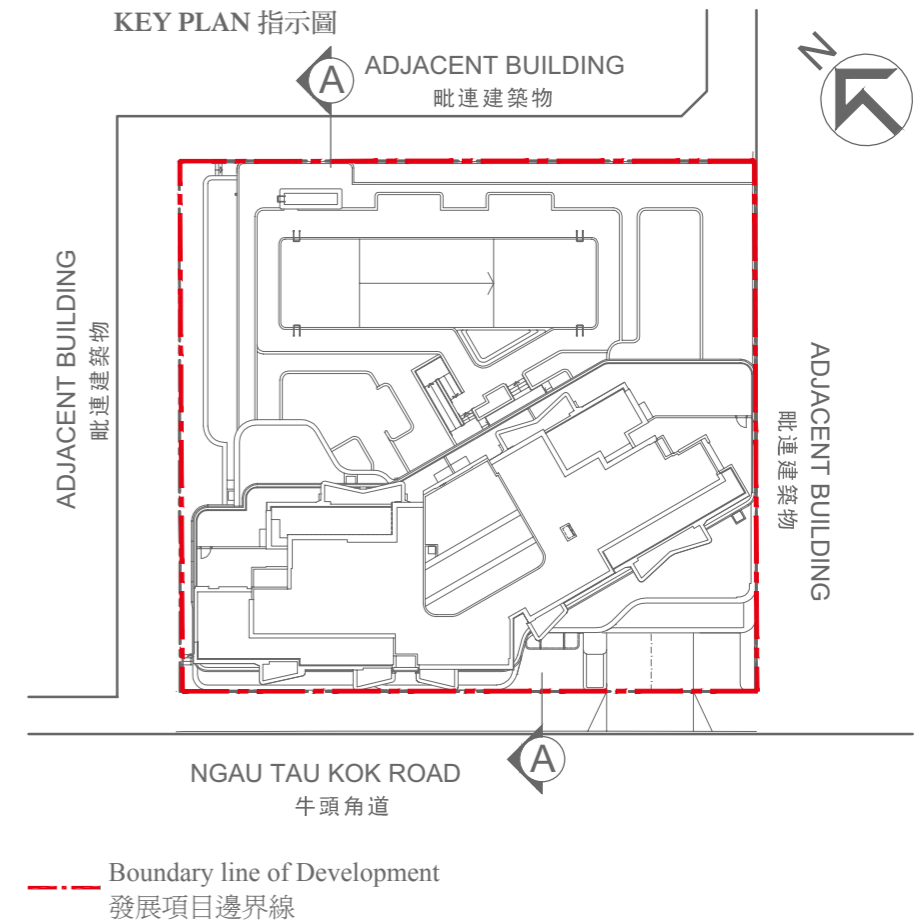 KEY PLAN 指示圖
A
ADJACENT BUILDING
毗連建築物
N
ADJACENT BUILDING
毗連建築物
ADJACENT BUILDING
毗連建築物
A
NGAU TAU KOK ROAD
牛頭角道
Boundary line of Development
發展項目邊界線